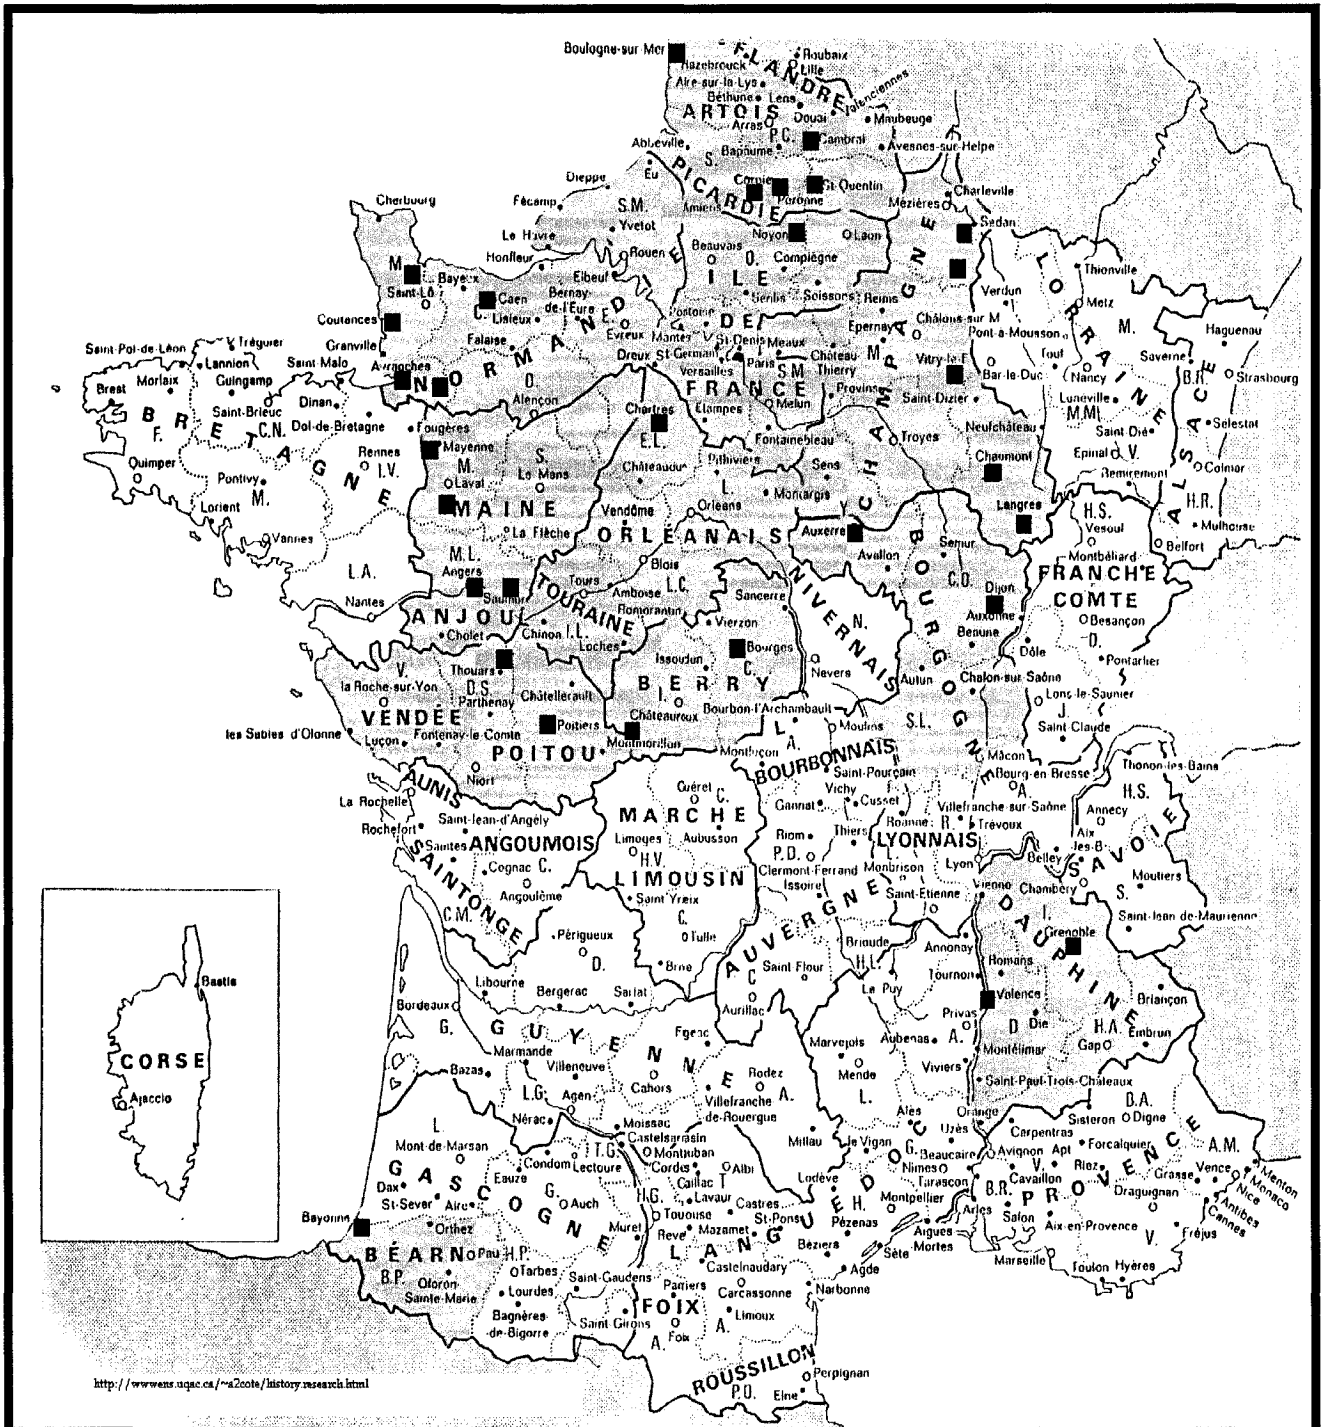 Boulogne-sur Mer
FLANDRE
Roubaix
Lille
Hazebrouck
Aire-sur-la-Lys
Valenciennes
Béthune
Lens
ARTOIS
Douai
Maubeuge
Arras
P.C.
Cambrai
Abbeville
Bapaume
Avesnes-sur-Helpe
S.
Eu
PICARDIE
Dieppe
St-Quentin
Charleville
Cherbourg
Fécamp
S.M.
Amiens
Péronne
Mézières
Yvetot
Sedan
Le Havre
Noyon
Laon
Beauvais
Rouen
O.
Compiègne
Honfleur
LORRAINE
M.
Bayeux
Elbeuf
ILE
Thionville
Saint-Lô
Caen
Bernay-
de-l'Eure
Senlis
Soissons
Reims
Verdun
Metz
C.
Lisieux
E.
Pontoise
DE
Coutances
Evreux
Mantes
Epernay
Châlons sur M
Pont-à-Mousson
M.
Haguenau
Falaise
St-Denis
Meaux
Granville
NORMANDIE
Dreux
St-Germain
Château
Thierry
M.
Vitry-le-F.
Toul
Saverne
Saint-Pol-de-Léon
Tréguier
Saint-Malo
Versailles
Paris
S.M
Bar-le-Duc
Nancy
B.R.
Strasbourg
Lannion
Avranches
FRANCE
Provins
Brest
Morlaix
Guingamp
O.
Melun
Saint-Dizier
Lunéville
Dinan
Alençon
Chartres
Etampes
M.M.
Saint-Brieuc
C.N.
Dol-de-Bretagne
Fougères
E.L.
CHAMPAGNE
Neufchâteau
Saint-Dié
Sélestat
BRETAGNE
F.
Fontainebleau
Troyes
ALSACE
Rennes
Mayenne
S.
Epinal
V.
Quimper
I.V.
M.
Le Mans
Châteaudun
Pithiviers
Sens
Chaumont
Colmar
Pontivy
Laval
L.
Remiremont
M.
Montargis
H.R.
Lorient
MAINE
Vendôme
Orléans
Langres
H.S.
Y
Vesoul
Mulhouse
Vannes
La Flèche
ORLÉANAIS
Auxerre
Montbéliard
Belfort
Semur
M.L.
Avallon
L.A.
Angers
Blois
C.O.
FRANCHE
COMTE
Tours
L.C.
NIVERNAIS
Dijon
Nantes
Saumur
TOURAINE
Amboise
Sancerre
Auxonne
Romorantin
N.
Besançon
ANJOU
Vierzon
BOURGOGNE
Beaune
D.
Cholet
Chinon
I.L.
Loches
Bourges
Dôle
Pontarlier
V.
Thouars
Issoudun
C.
Nevers
Autun
Chalon-sur-Saône
la Roche-sur-Yon
D.S.
Châtellerault
BERRY
Lons-le-Saunier
Parthenay
I.
Bourbon-l'Archambault
J.
VENDÉE
Châteauroux
S.L.
Saint-Claude
les Sables d'Olonne
Poitiers
Moulins
Luçon
Fontenay-le-Comte
A.
POITOU
Montmorillon
Montluçon
Mâcon
BOURBONNAIS
Thonon-les-Bains
Niort
Saint-Pourçain
Bourg-en-Bresse
AUNIS
Guéret
C.
A.
H.S.
La Rochelle
Vichy
Annecy
MARCHE
Gannat
Cusset
Villefranche-sur-Saône
Saint-Jean-d'Angély
Roanne
R.
Trévoux
Rochefort
Limoges
Aubusson
Riom
Thiers
Aix
les-B
Saintes
ANGOUMOIS
LYONNAIS
H.V.
P.D.
Belley
SAVOIE
SAINTONGE
Cognac
C.
Clermont-Ferrand
Montbrison
L.
Lyon
LIMOUSIN
Chambéry
Moutiers
Angoulême
Issoire
Vienne
S.
Saint Yrieix
Saint-Etienne
C.M.
C.
AUVERGNE
DAUPHINE
I.
Saint-Jean de-Maurienne
Périgueux
Tulle
Grenoble
Brioude
Annonay
D.
H.L.
Brive
Saint Flour
Romans
C
Tournon
Libourne
Le Puy
Bergerac
Sarlat
Valence
Briançon
Bordeaux
Aurillac
Privas
G.
GUYENNE
D
Die
H.A.
Embrun
Figeac
Aubenas
A.
Marmande
Marvejols
Gap
Montélimar
Villeneuve
Bazas
Rodez
Mende
Viviers
Cahors
A.
Saint-Paul-Trois-Châteaux
L.G.
Villefranche
de-Rouergue
L.
B.A.
Agen
Alès
Orange
Sisteron
Digne
Nérac
L.
Moissac
Carpentras
Castelsarrasin
Millau
le Vigan
G.
Uzès
Forcalquier
Mont-de-Marsan
T.G.
Montauban
A.M.
Avignon
Apt
Condom
Lectoure
Cordes
Albi
Beaucaire
V.
Riez
Vence
Menton
GASCOGNE
Nîmes
Grasse
Monaco
Eauze
Gaillac
T
Lodève
Cavaillon
Nice
Dax
Tarascon
PROVENCE
G.
H.G.
Lavaur
B.R.
Draguignan
Antibes
St-Sever
Aire
Auch
Castres
H.
Montpellier
Cannes
Toulouse
Arles
Salon
Bayonne
LANGUEDOC
St-Pons
Pézenas
Orthez
Muret
Revel
Mazamet
Aigues
Mortes
Aix-en-Provence
V.
Fréjus
BÉARN
Pau
H.P.
Béziers
Sète
Marseille
Castelnaudary
Agde
Tarbes
Toulon
Hyères
B.P.
Saint-Gaudens
Oloron
Sainte-Marie
Lourdes
Pamiers
Carcassonne
Narbonne
Bagnères
-de-Bigorre
FOIX
Limoux
Saint-Girons
Foix
A.
A.
ROUSSILLON
Perpignan
P.O.
Elne
Bastia
CORSE
Ajaccio
http://wwwens.uqac.ca/~a2cote/history.research.html